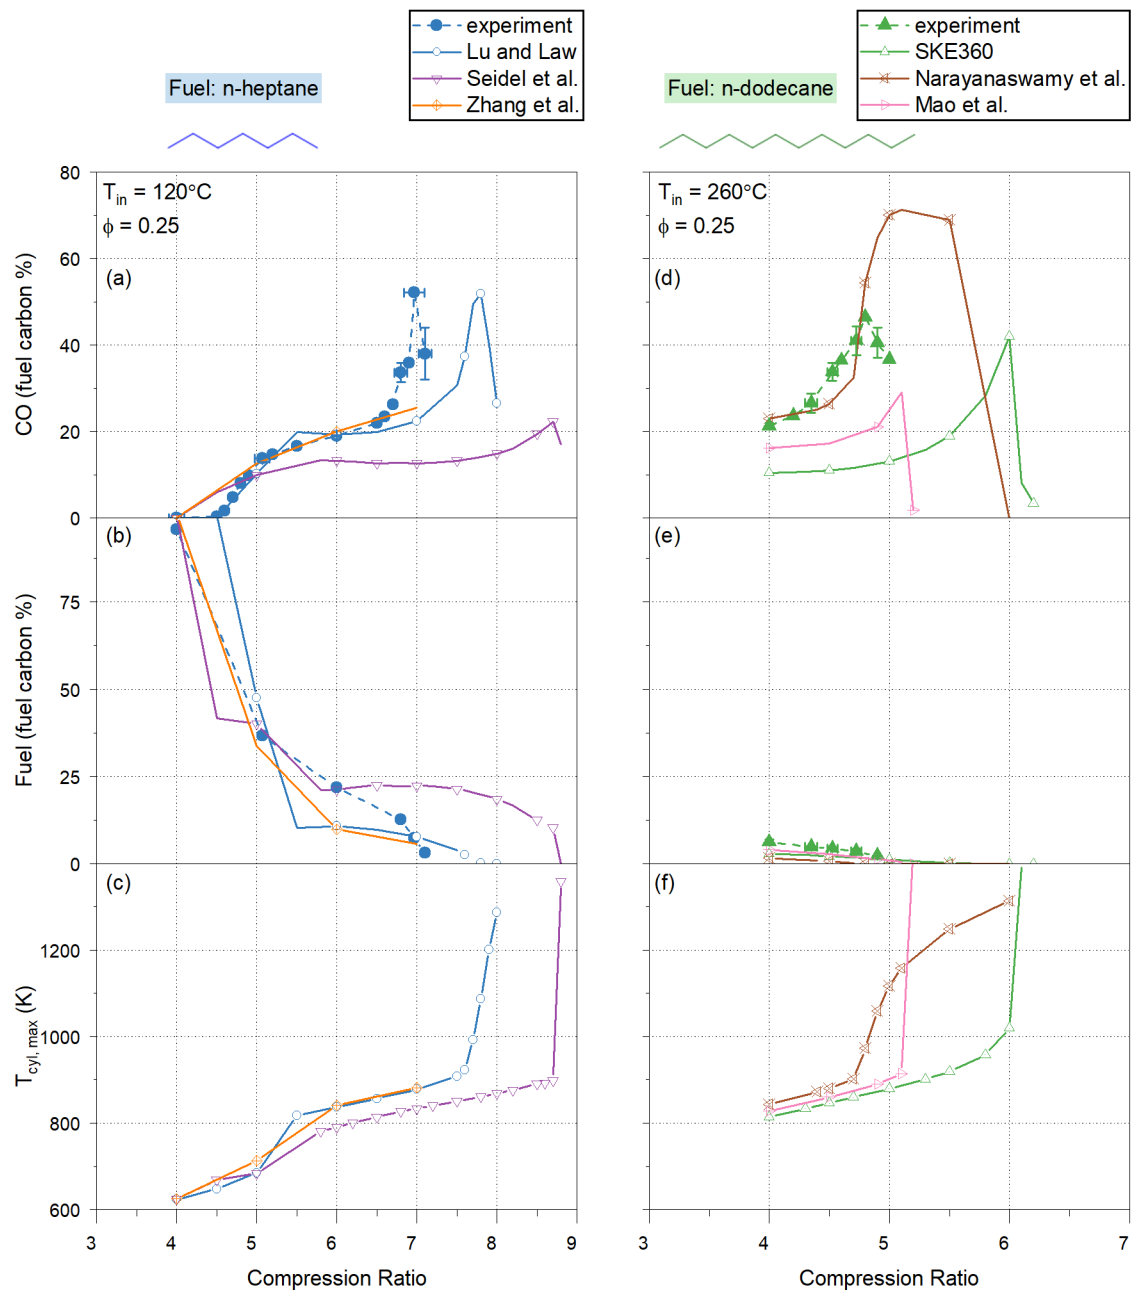 experiment
Lu and Law
Seidel et al.
Zhang et al.
experiment
SKE360
Narayanaswamy et al.
Mao et al.
Fuel: n-heptane
Fuel: n-dodecane
T_in = 120°C
ϕ = 0.25
T_in = 260°C
ϕ = 0.25
(a)
(d)
80
60
40
20
0
CO (fuel carbon %)
(b)
(e)
75
50
25
0
Fuel (fuel carbon %)
(c)
(f)
1200
1000
800
600
T_cyl, max (K)
3 4 5 6 7 8 9
3 4 5 6 7
Compression Ratio
Compression Ratio